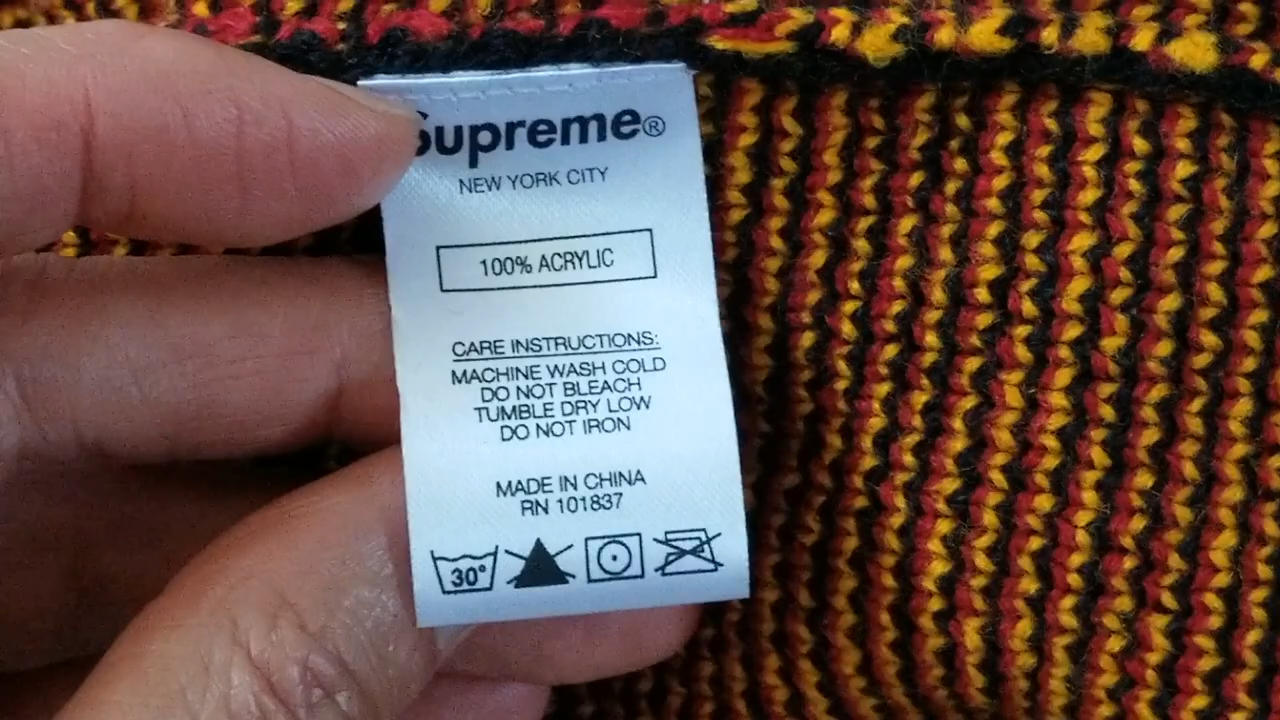 Supreme®
NEW YORK CITY
100% ACRYLIC
CARE INSTRUCTIONS:
MACHINE WASH COLD
DO NOT BLEACH
TUMBLE DRY LOW
DO NOT IRON
MADE IN CHINA
RN 101837
30°